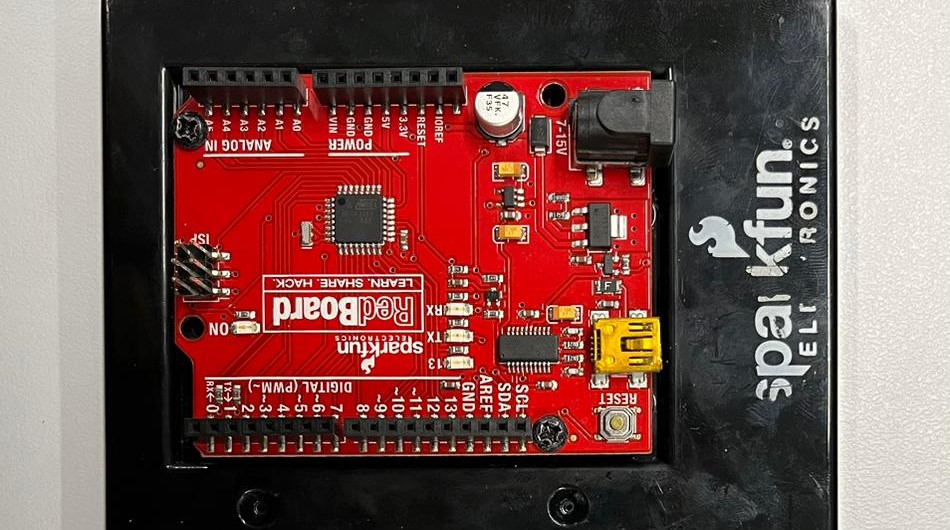 47
VFK
F35
7-15V
A5
A4
A3
A2
A1
A0
VIN
GND
GND
5V
3.3V
RESET
IOREF
ANALOG IN
POWER
ISP
RedBoard
LEARN. SHARE. HACK.
ON
RX
TX
13
sparkfun
ELECTRONICS
DIGITAL (PWM~)
RX←0
TX→1
2
~3
4
~5
~6
7
8
~9
~10
~11
12
13
GND
AREF
SDA
SCL
RESET
F
spa kfun
ELE RONICS